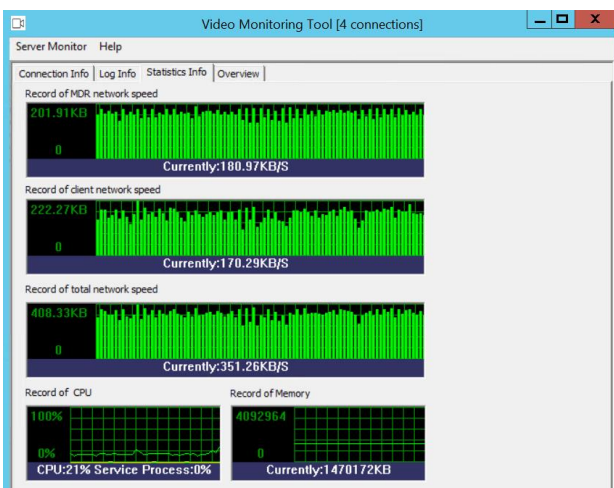 Video Monitoring Tool [4 connections]
Server Monitor Help
Connection Info Log Info Statistics Info Overview
Record of MDR network speed
201.91KB
0
Currently:180.97KB/S
Record of client network speed
222.27KB
0
Currently:170.29KB/S
Record of total network speed
408.33KB
0
Currently:351.26KB/S
Record of CPU
100%
0%
CPU:21% Service Process:0%
Record of Memory
4092964
0
Currently:1470172KB